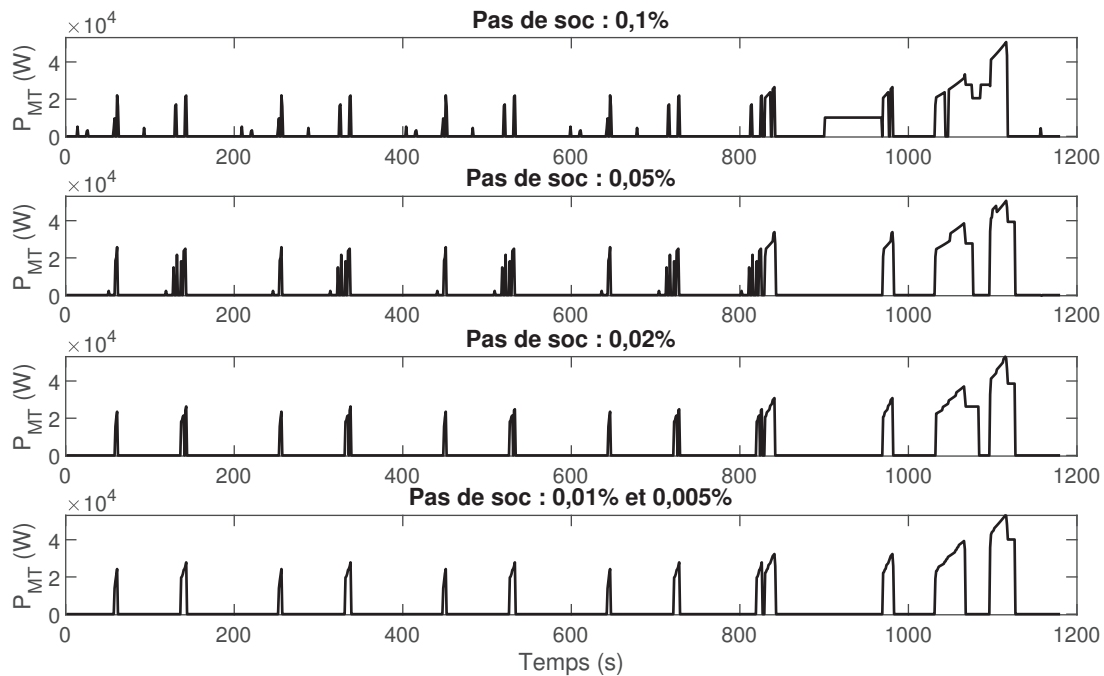 Pas de soc : 0,1%
×10⁴
P_MT (W)
4
2
0
0 200 400 600 800 1000 1200
Pas de soc : 0,05%
×10⁴
P_MT (W)
4
2
0
0 200 400 600 800 1000 1200
Pas de soc : 0,02%
×10⁴
P_MT (W)
4
2
0
0 200 400 600 800 1000 1200
Pas de soc : 0,01% et 0,005%
×10⁴
P_MT (W)
4
2
0
0 200 400 600 800 1000 1200
Temps (s)